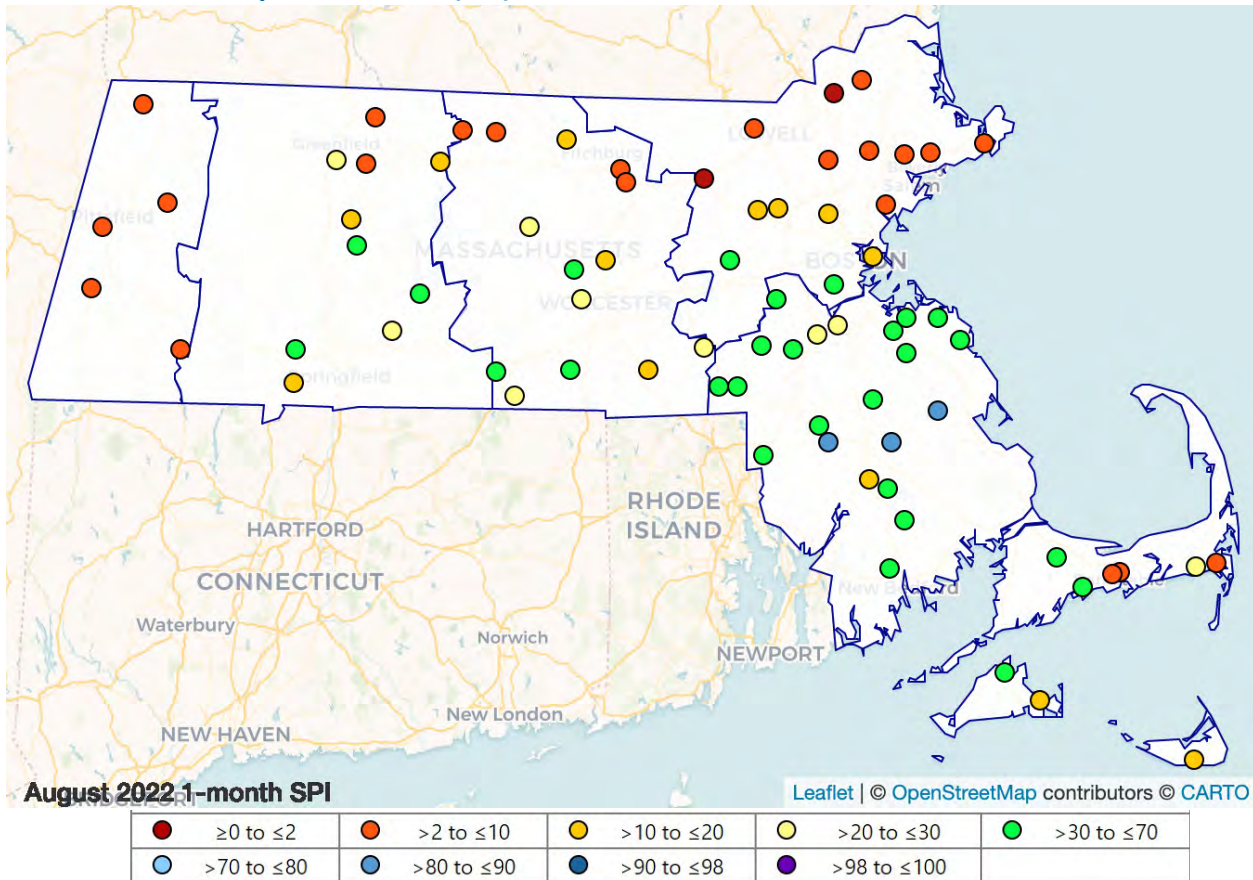 Greenfield
LOWELL
Fitchburg
Salem
Pittsfield
MASSACHUSETTS
BOSTON
WORCESTER
Springfield
RHODE
ISLAND
HARTFORD
CONNECTICUT
New Bedford
Waterbury
Norwich
NEWPORT
New London
NEW HAVEN
BRIDGEPORT
August 2022 1-month SPI
Leaflet | © OpenStreetMap contributors © CARTO
≥0 to ≤2 >2 to ≤10 >10 to ≤20 >20 to ≤30 >30 to ≤70
>70 to ≤80 >80 to ≤90 >90 to ≤98 >98 to ≤100